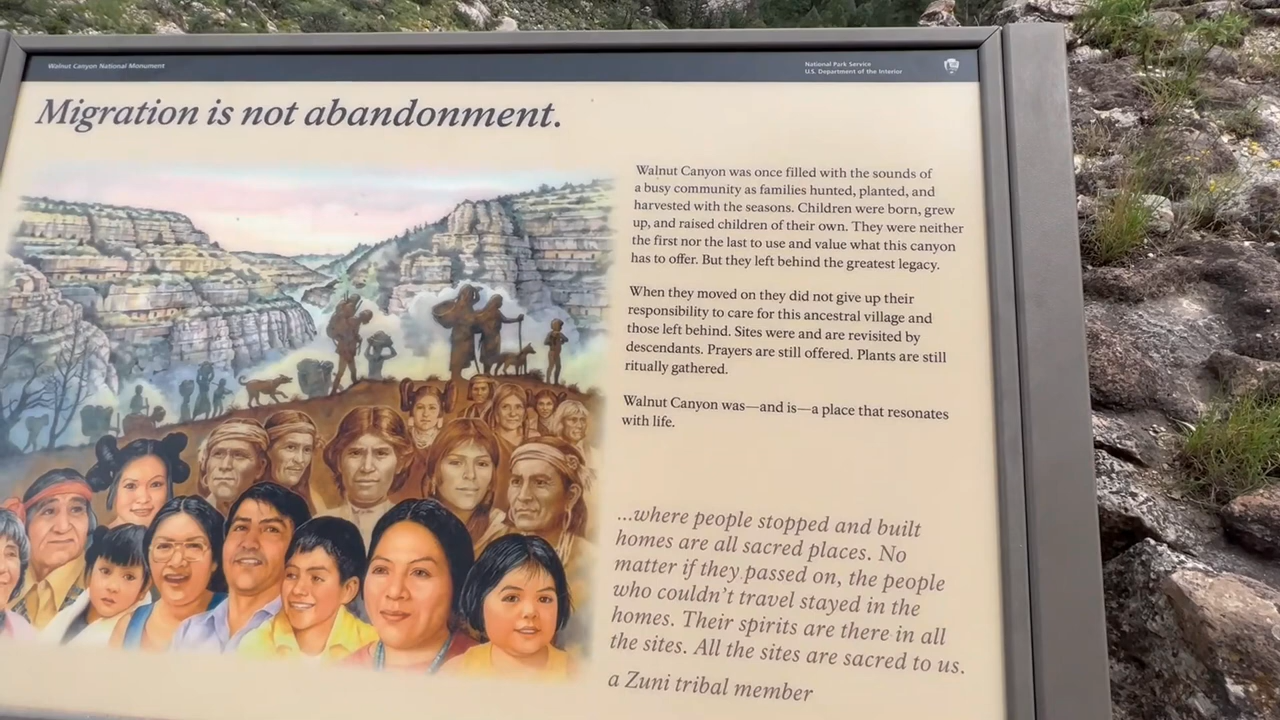 Walnut Canyon National Monument
National Park Service
U.S. Department of the Interior
Migration is not abandonment.
Walnut Canyon was once filled with the sounds of
a busy community as families hunted, planted, and
harvested with the seasons. Children were born, grew
up, and raised children of their own. They were neither
the first nor the last to use and value what this canyon
has to offer. But they left behind the greatest legacy.
When they moved on they did not give up their
responsibility to care for this ancestral village and
those left behind. Sites were and are revisited by
descendants. Prayers are still offered. Plants are still
ritually gathered.
Walnut Canyon was—and is—a place that resonates
with life.
...where people stopped and built
homes are all sacred places. No
matter if they passed on, the people
who couldn't travel stayed in the
homes. Their spirits are there in all
the sites. All the sites are sacred to us.
a Zuni tribal member